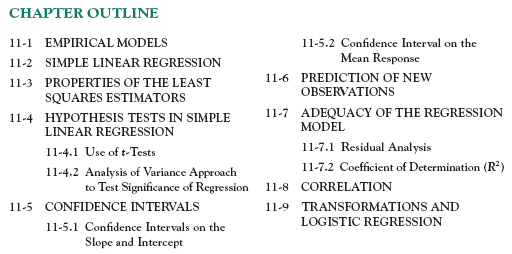 CHAPTER OUTLINE
11-1 EMPIRICAL MODELS
11-2 SIMPLE LINEAR REGRESSION
11-3 PROPERTIES OF THE LEAST
SQUARES ESTIMATORS
11-4 HYPOTHESIS TESTS IN SIMPLE
LINEAR REGRESSION
11-4.1 Use of t-Tests
11-4.2 Analysis of Variance Approach
to Test Significance of Regression
11-5 CONFIDENCE INTERVALS
11-5.1 Confidence Intervals on the
Slope and Intercept
11-5.2 Confidence Interval on the
Mean Response
11-6 PREDICTION OF NEW
OBSERVATIONS
11-7 ADEQUACY OF THE REGRESSION
MODEL
11-7.1 Residual Analysis
11-7.2 Coefficient of Determination (R²)
11-8 CORRELATION
11-9 TRANSFORMATIONS AND
LOGISTIC REGRESSION